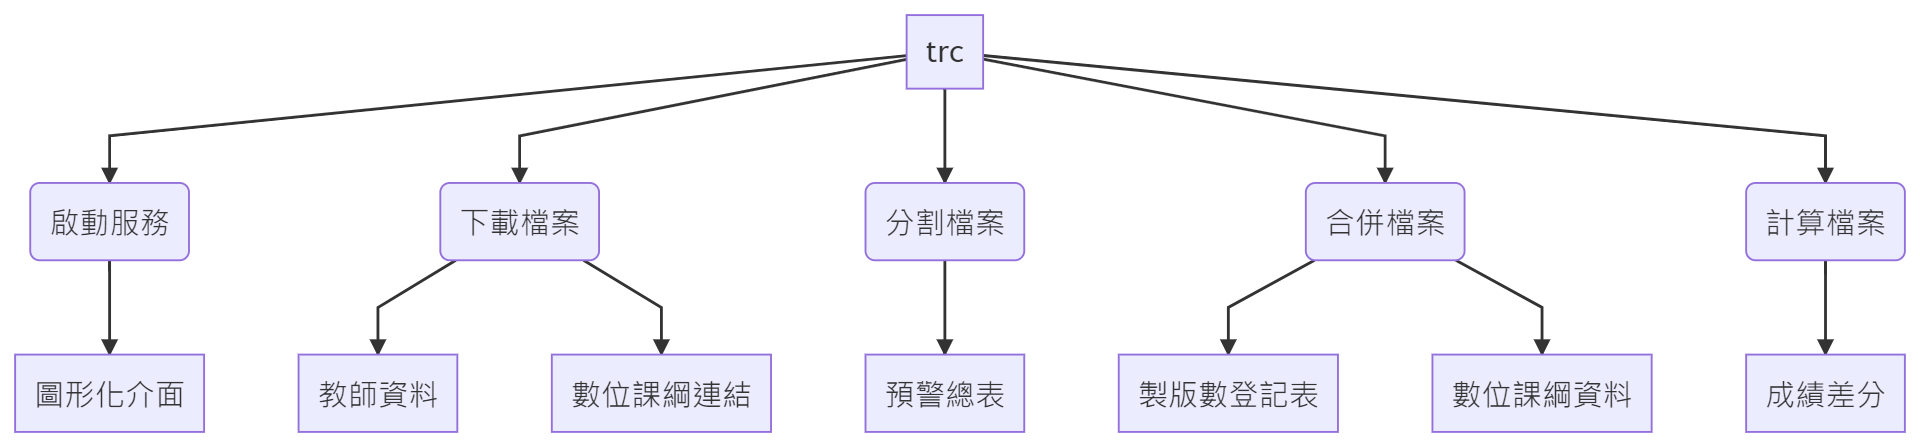 trc
啟動服務
下載檔案
分割檔案
合併檔案
計算檔案
圖形化介面
教師資料
數位課綱連結
預警總表
製版數登記表
數位課綱資料
成績差分